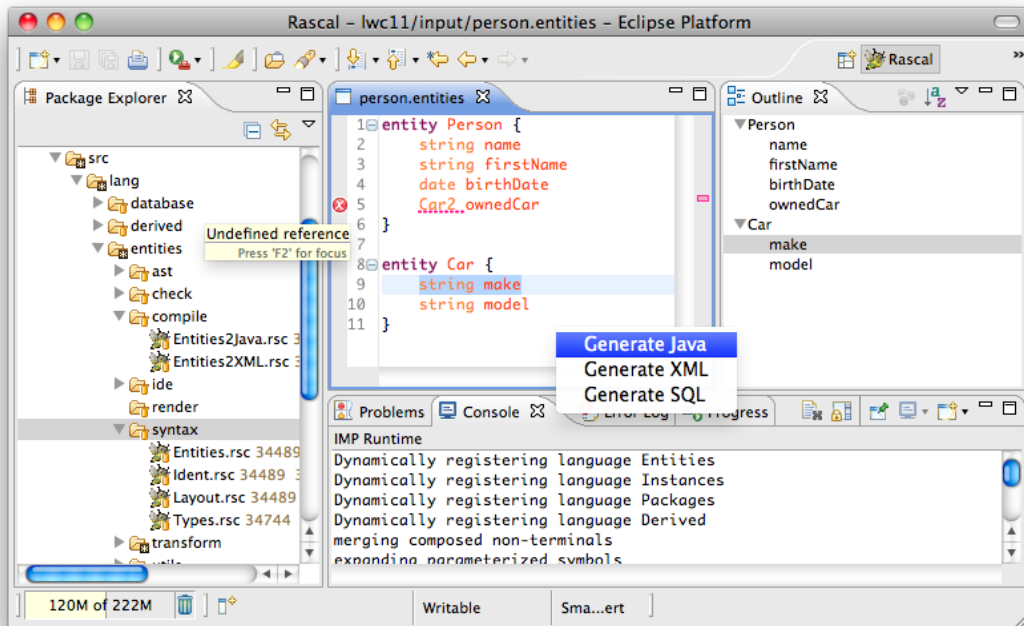 Rascal – lwc11/input/person.entities – Eclipse Platform
Rascal
Package Explorer
src
lang
database
derived
entities
ast
check
compile
Entities2Java.rsc
Entities2XML.rsc
ide
render
syntax
Entities.rsc 34489
Ident.rsc 34489
Layout.rsc 34489
Types.rsc 34744
transform
Undefined reference
Press 'F2' for focus
person.entities
1 entity Person {
2 string name
3 string firstName
4 date birthDate
5 Car2 ownedCar
6 }
7
8 entity Car {
9 string make
10 string model
11 }
Generate Java
Generate XML
Generate SQL
Outline
Person
name
firstName
birthDate
ownedCar
Car
make
model
Problems
Console
Error Log
Progress
IMP Runtime
Dynamically registering language Entities
Dynamically registering language Instances
Dynamically registering language Packages
Dynamically registering language Derived
merging composed non-terminals
expanding parameterized symbols
120M of 222M
Writable
Sma...ert